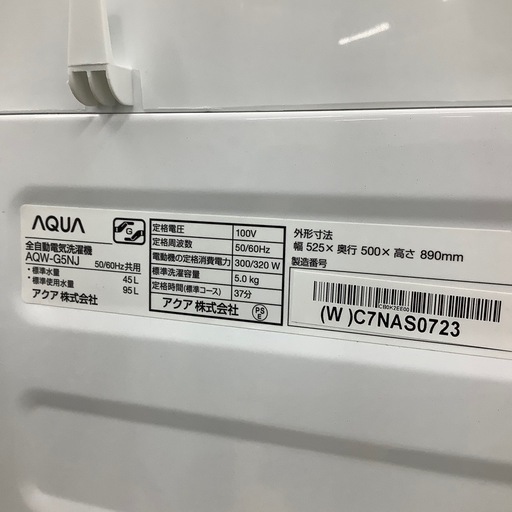 AQUA
G
全自動電気洗濯機
AQW-G5NJ
50/60Hz共用
・標準水量 45L
・標準使用水量 95L
アクア 株式会社
定格電圧 100V
定格周波数 50/60Hz
電動機の定格消費電力 300/320 W
標準洗濯容量 5.0 kg
定格時間(標準コース) 37分
アクア 株式会社
PS
E
外形寸法
幅 525× 奥行 500× 高さ 890mm
製造番号
CB0K2EE00
(W )C7NAS0723